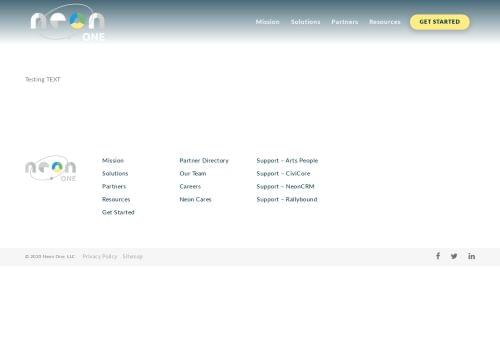 neon ONE
Mission Solutions Partners Resources GET STARTED
Testing TEXT
neon ONE
Mission
Solutions
Partners
Resources
Get Started
Partner Directory
Our Team
Careers
Neon Cares
Support – Arts People
Support – CiviCore
Support – NeonCRM
Support – Rallybound
© 2020 Neon One, LLC Privacy Policy Sitemap